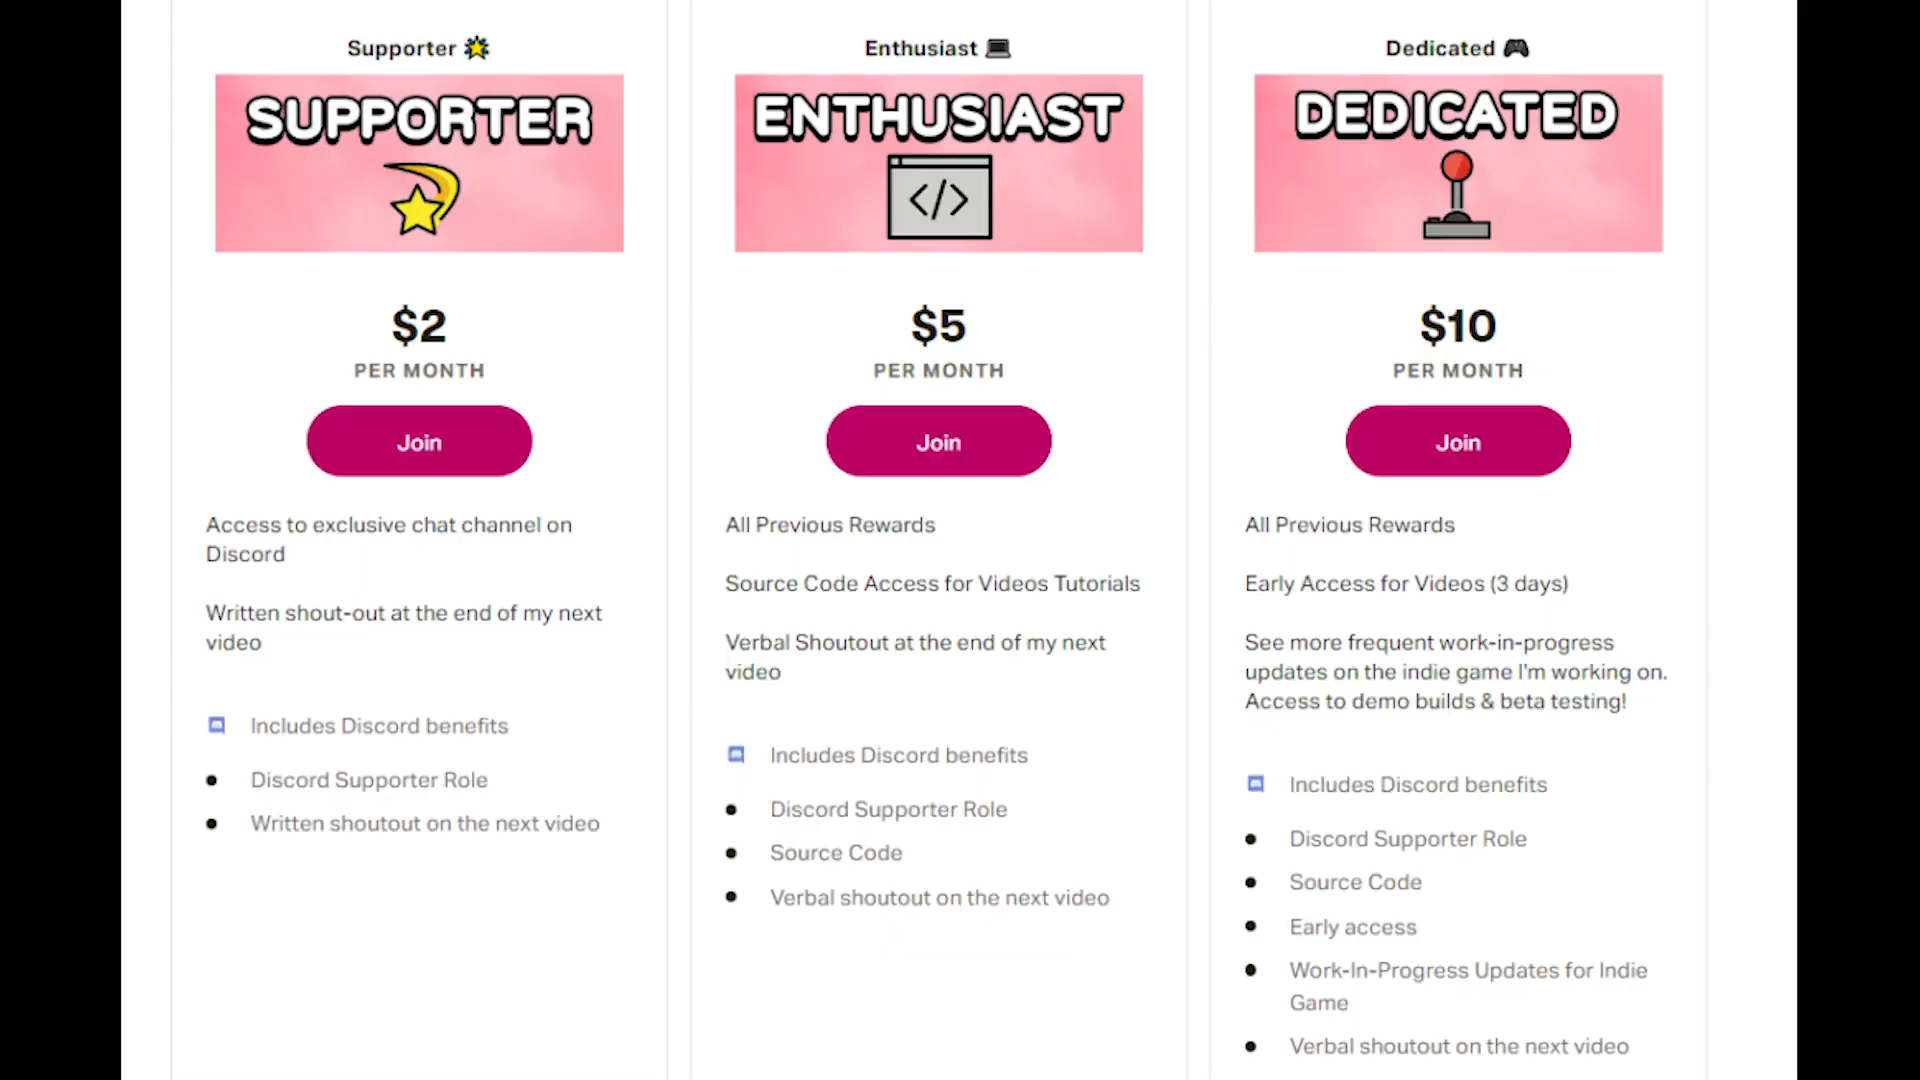 Supporter
SUPPORTER
$2
PER MONTH
Join
Access to exclusive chat channel on
Discord
Written shout-out at the end of my next
video
Includes Discord benefits
Discord Supporter Role
Written shoutout on the next video
Enthusiast
ENTHUSIAST
</>
$5
PER MONTH
Join
All Previous Rewards
Source Code Access for Videos Tutorials
Verbal Shoutout at the end of my next
video
Includes Discord benefits
Discord Supporter Role
Source Code
Verbal shoutout on the next video
Dedicated
DEDICATED
$10
PER MONTH
Join
All Previous Rewards
Early Access for Videos (3 days)
See more frequent work-in-progress
updates on the indie game I'm working on.
Access to demo builds & beta testing!
Includes Discord benefits
Discord Supporter Role
Source Code
Early access
Work-In-Progress Updates for Indie
Game
Verbal shoutout on the next video